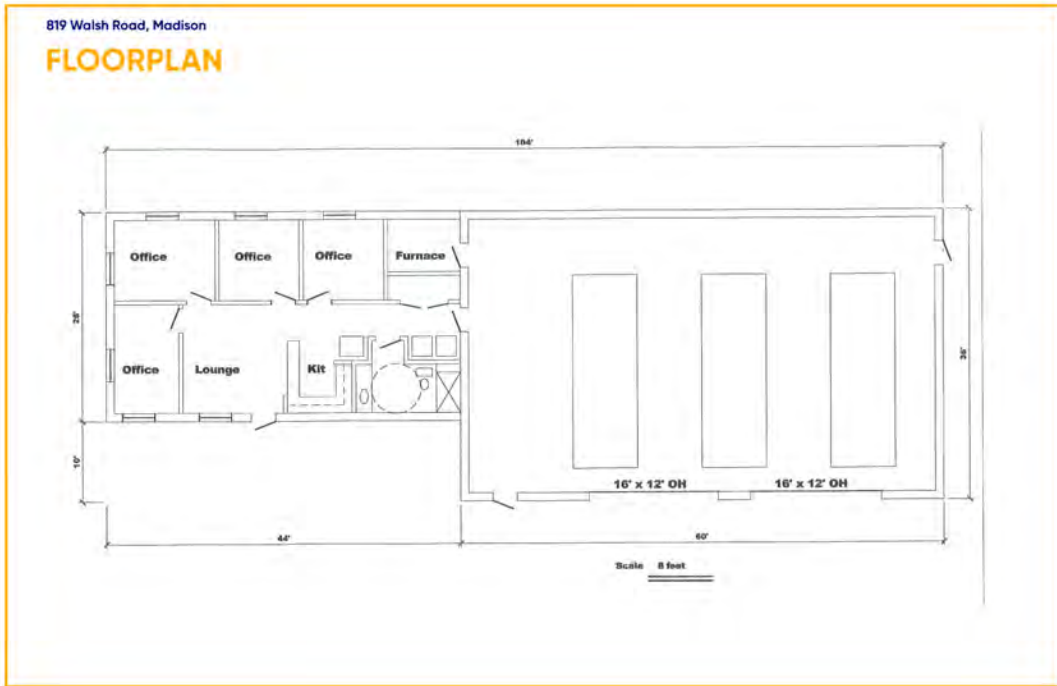 819 Walsh Road, Madison
FLOORPLAN
104'
Office
Office
Office
Furnace
26'
36'
Office
Lounge
Kit
10'
16' x 12' OH
16' x 12' OH
44'
60'
Scale 8 feet